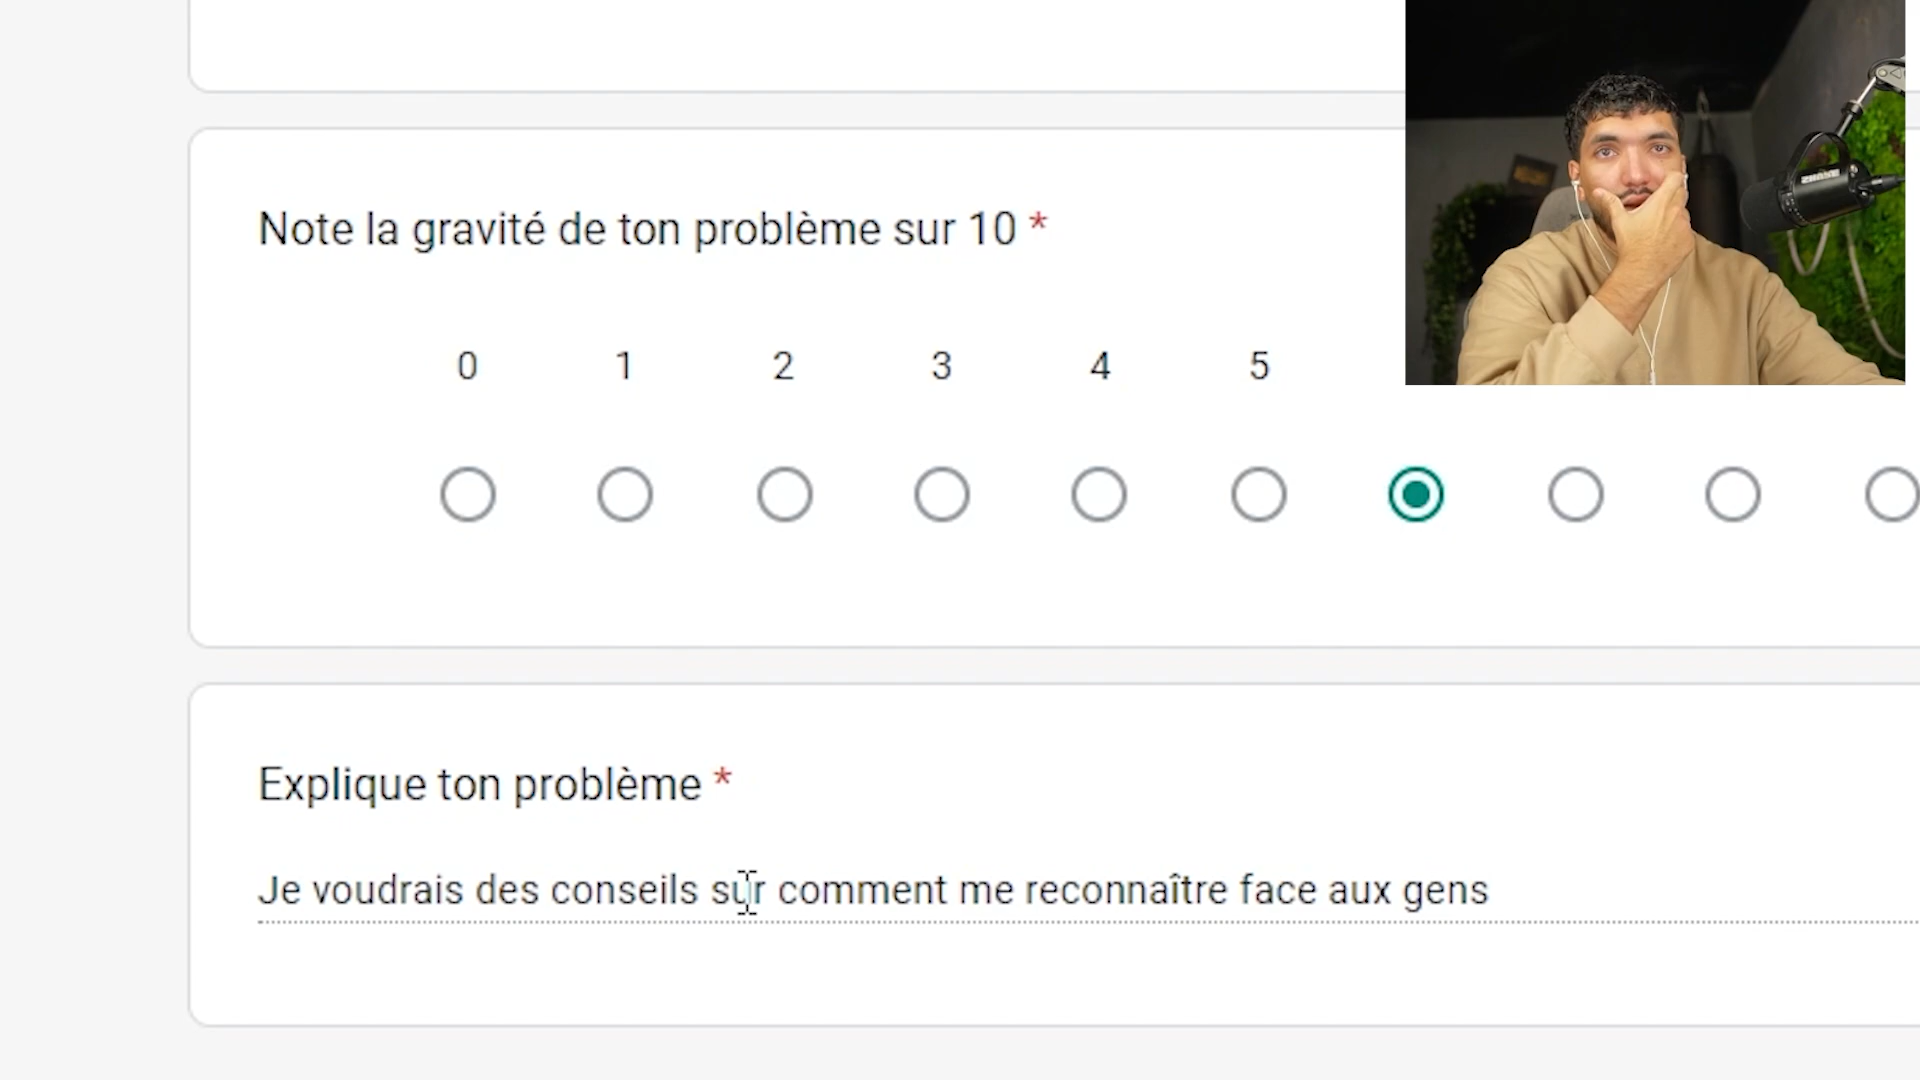 Note la gravité de ton problème sur 10 *
0 1 2 3 4 5
Explique ton problème *
Je voudrais des conseils sur comment me reconnaître face aux gens